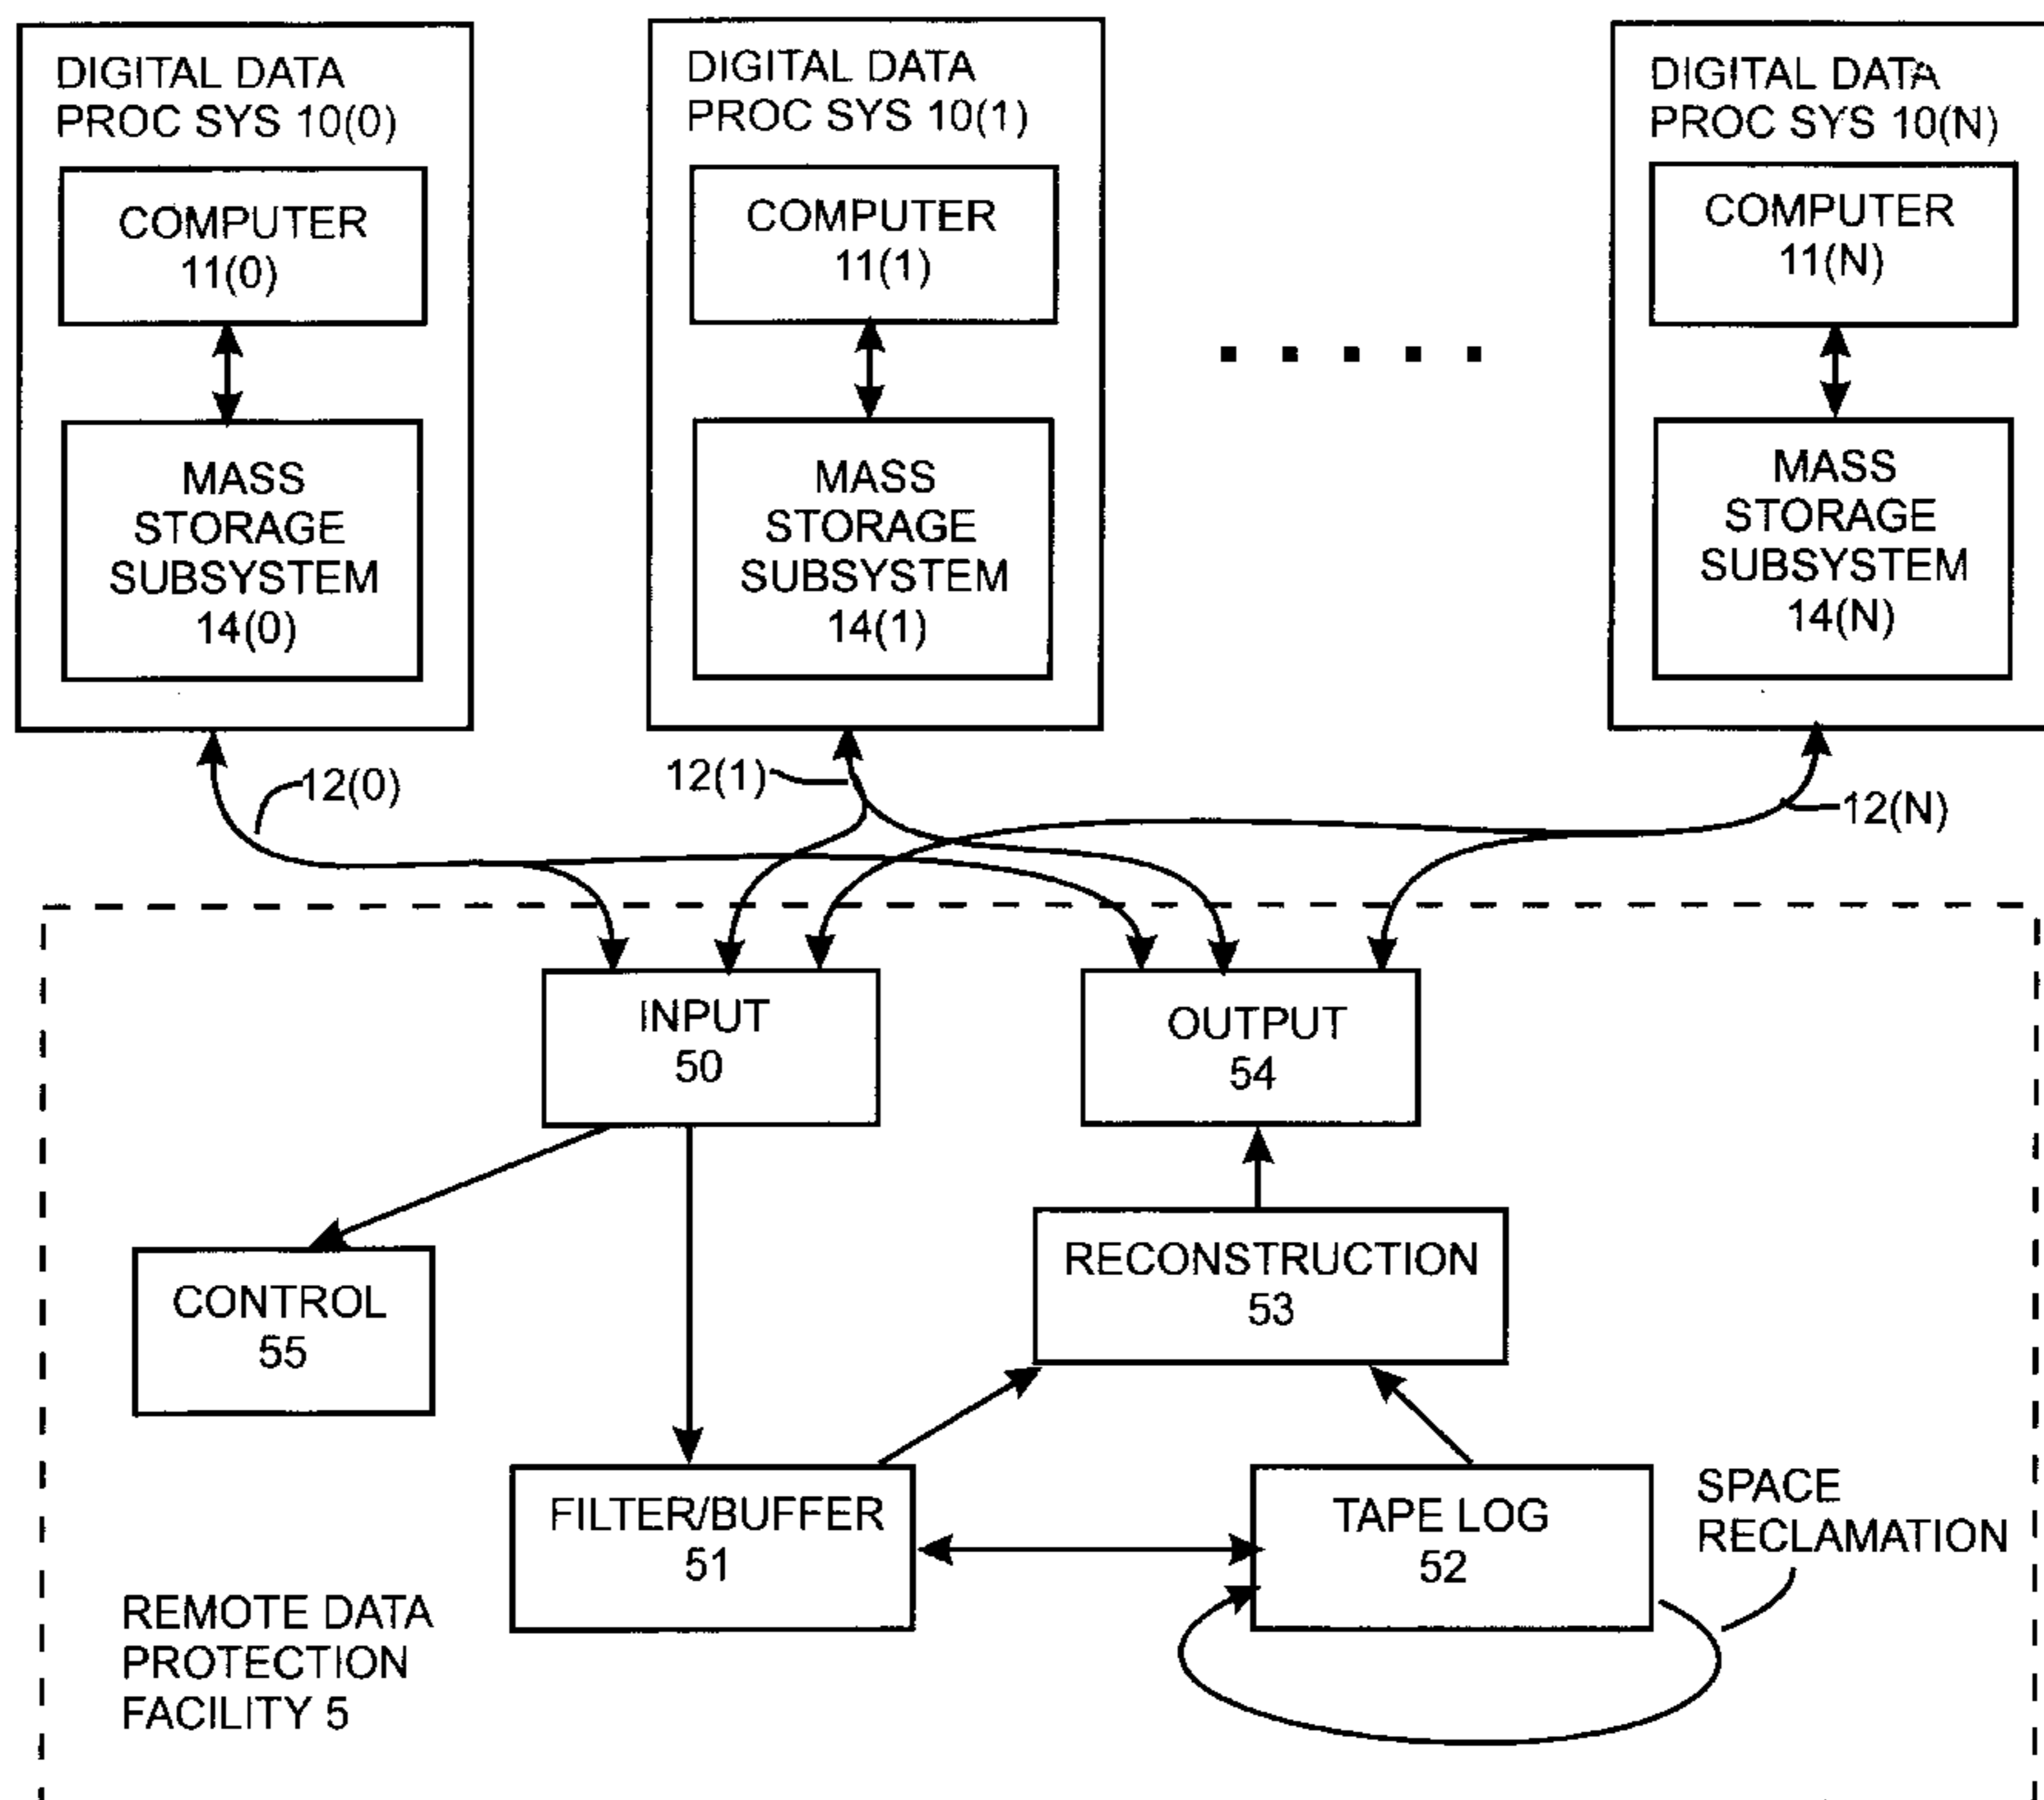 DIGITAL DATA
PROC SYS 10(0)
COMPUTER
11(0)
MASS
STORAGE
SUBSYSTEM
14(0)
DIGITAL DATA
PROC SYS 10(1)
COMPUTER
11(1)
MASS
STORAGE
SUBSYSTEM
14(1)
DIGITAL DATA
PROC SYS 10(N)
COMPUTER
11(N)
MASS
STORAGE
SUBSYSTEM
14(N)
12(0)
12(1)
12(N)
INPUT
50
OUTPUT
54
RECONSTRUCTION
53
CONTROL
55
FILTER/BUFFER
51
TAPE LOG
52
SPACE
RECLAMATION
REMOTE DATA
PROTECTION
FACILITY 5